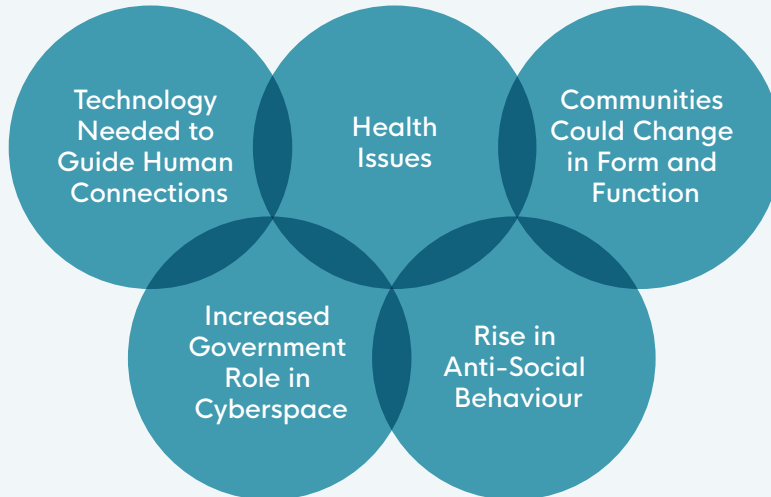 Technology
Needed to
Guide Human
Connections
Health
Issues
Communities
Could Change
in Form and
Function
Increased
Government
Role in
Cyberspace
Rise in
Anti-Social
Behaviour